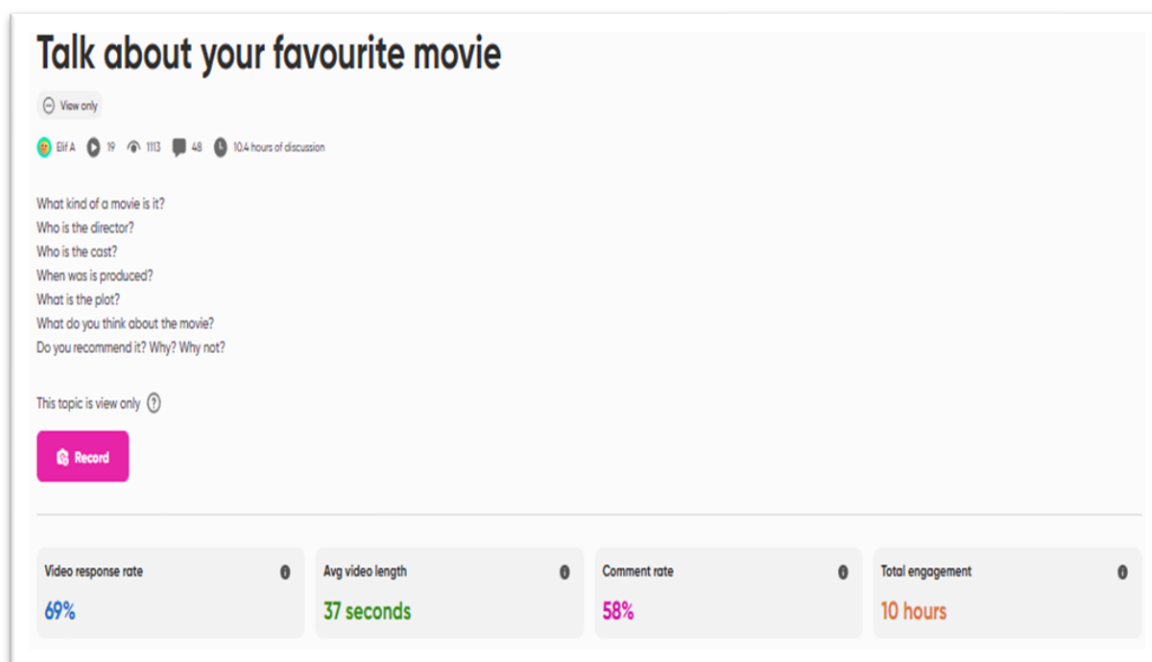 Talk about your favourite movie
View only
Elif A 19 1113 48 10.4 hours of discussion
What kind of a movie is it?
Who is the director?
Who is the cast?
When was is produced?
What is the plot?
What do you think about the movie?
Do you recommend it? Why? Why not?
This topic is view only
Record
Video response rate Avg video length Comment rate Total engagement
69% 37 seconds 58% 10 hours